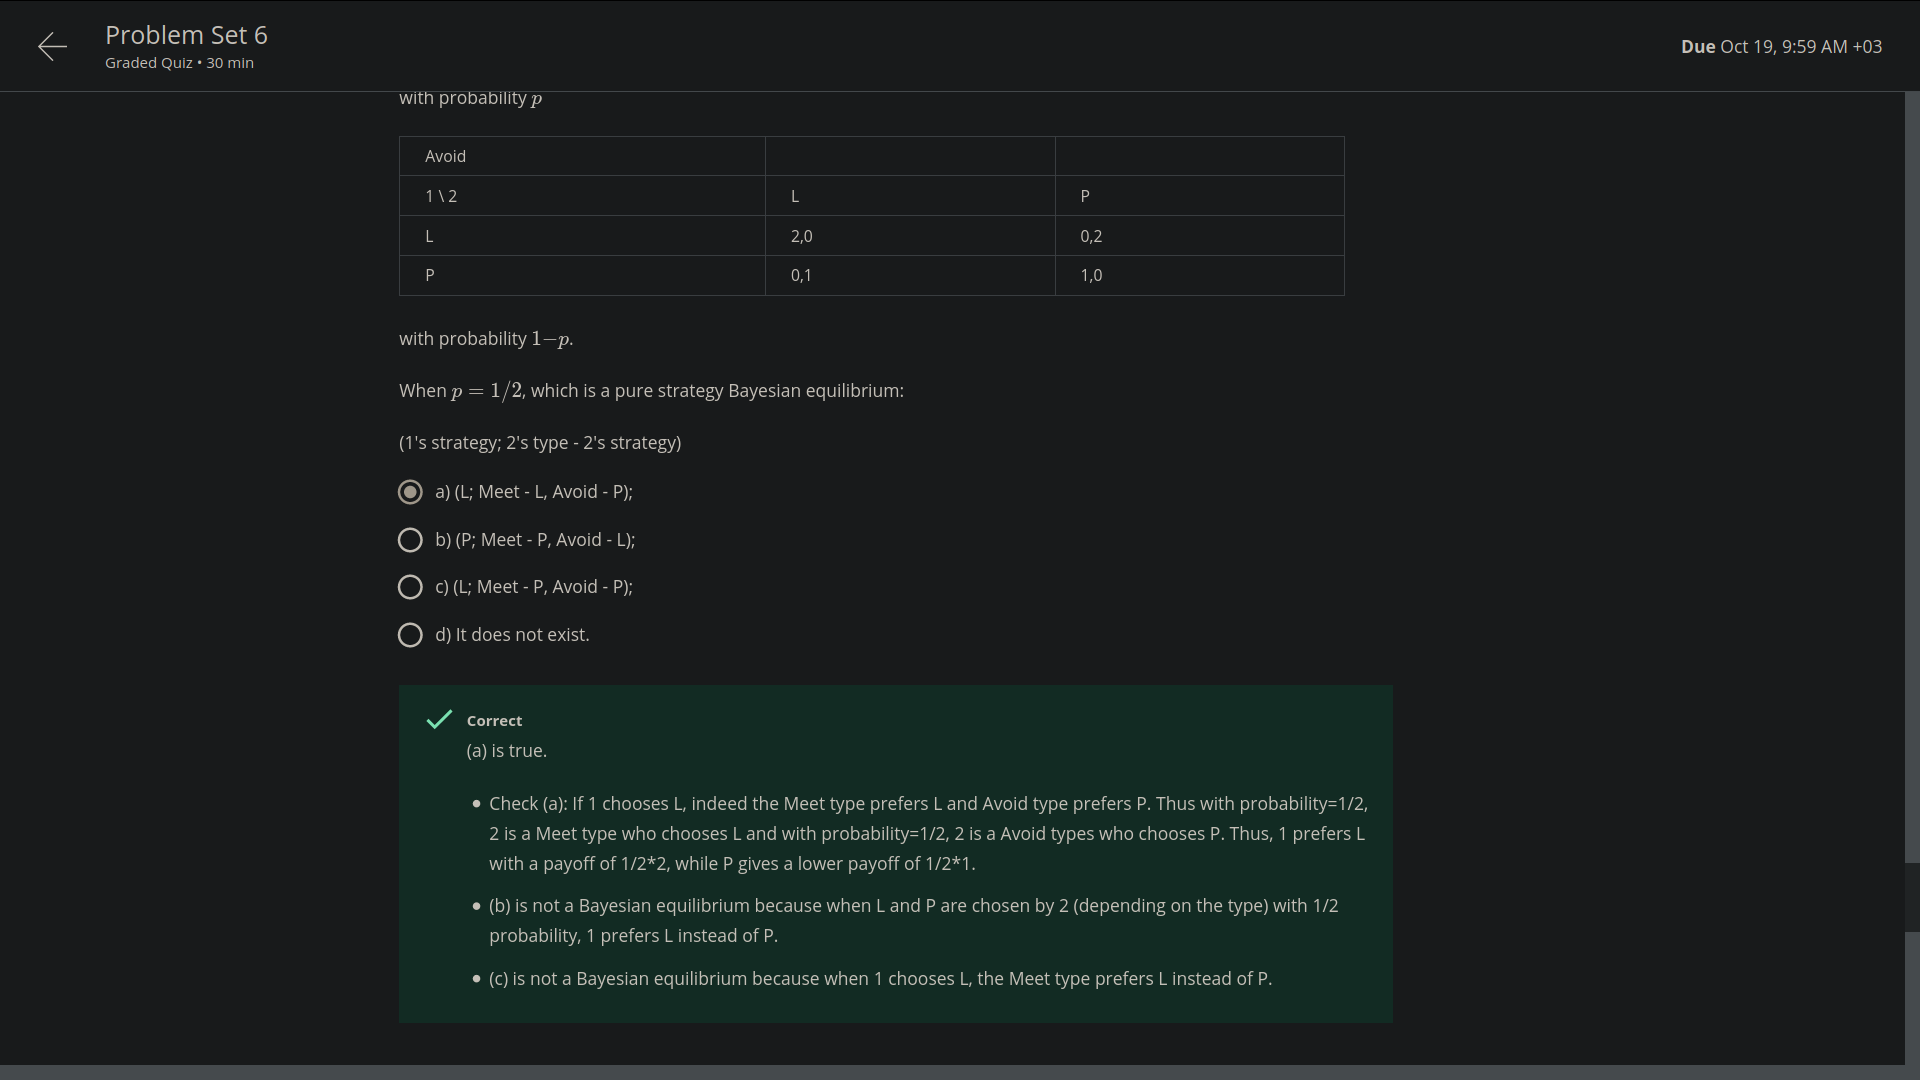 Problem Set 6
Graded Quiz • 30 min
Due Oct 19, 9:59 AM +03
with probability p
Avoid
1 \ 2 L P
L 2,0 0,2
P 0,1 1,0
with probability 1−p.
When p = 1/2, which is a pure strategy Bayesian equilibrium:
(1's strategy; 2's type - 2's strategy)
a) (L; Meet - L, Avoid - P);
b) (P; Meet - P, Avoid - L);
c) (L; Meet - P, Avoid - P);
d) It does not exist.
Correct
(a) is true.
• Check (a): If 1 chooses L, indeed the Meet type prefers L and Avoid type prefers P. Thus with probability=1/2,
2 is a Meet type who chooses L and with probability=1/2, 2 is a Avoid types who chooses P. Thus, 1 prefers L
with a payoff of 1/2*2, while P gives a lower payoff of 1/2*1.
• (b) is not a Bayesian equilibrium because when L and P are chosen by 2 (depending on the type) with 1/2
probability, 1 prefers L instead of P.
• (c) is not a Bayesian equilibrium because when 1 chooses L, the Meet type prefers L instead of P.